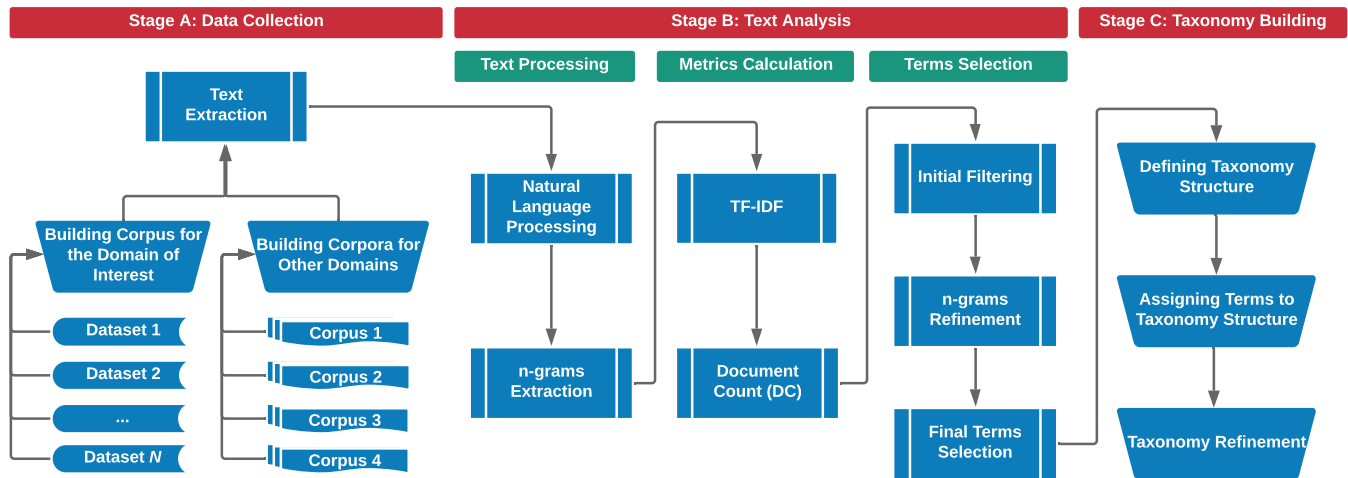 Stage A: Data Collection
Stage B: Text Analysis
Stage C: Taxonomy Building
Text Processing
Metrics Calculation
Terms Selection
Text
Extraction
Building Corpus for
the Domain of
Interest
Building Corpora for
Other Domains
Dataset 1
Dataset 2
...
Dataset N
Corpus 1
Corpus 2
Corpus 3
Corpus 4
Natural
Language
Processing
n-grams
Extraction
TF-IDF
Document
Count (DC)
Initial Filtering
n-grams
Refinement
Final Terms
Selection
Defining Taxonomy
Structure
Assigning Terms to
Taxonomy Structure
Taxonomy Refinement